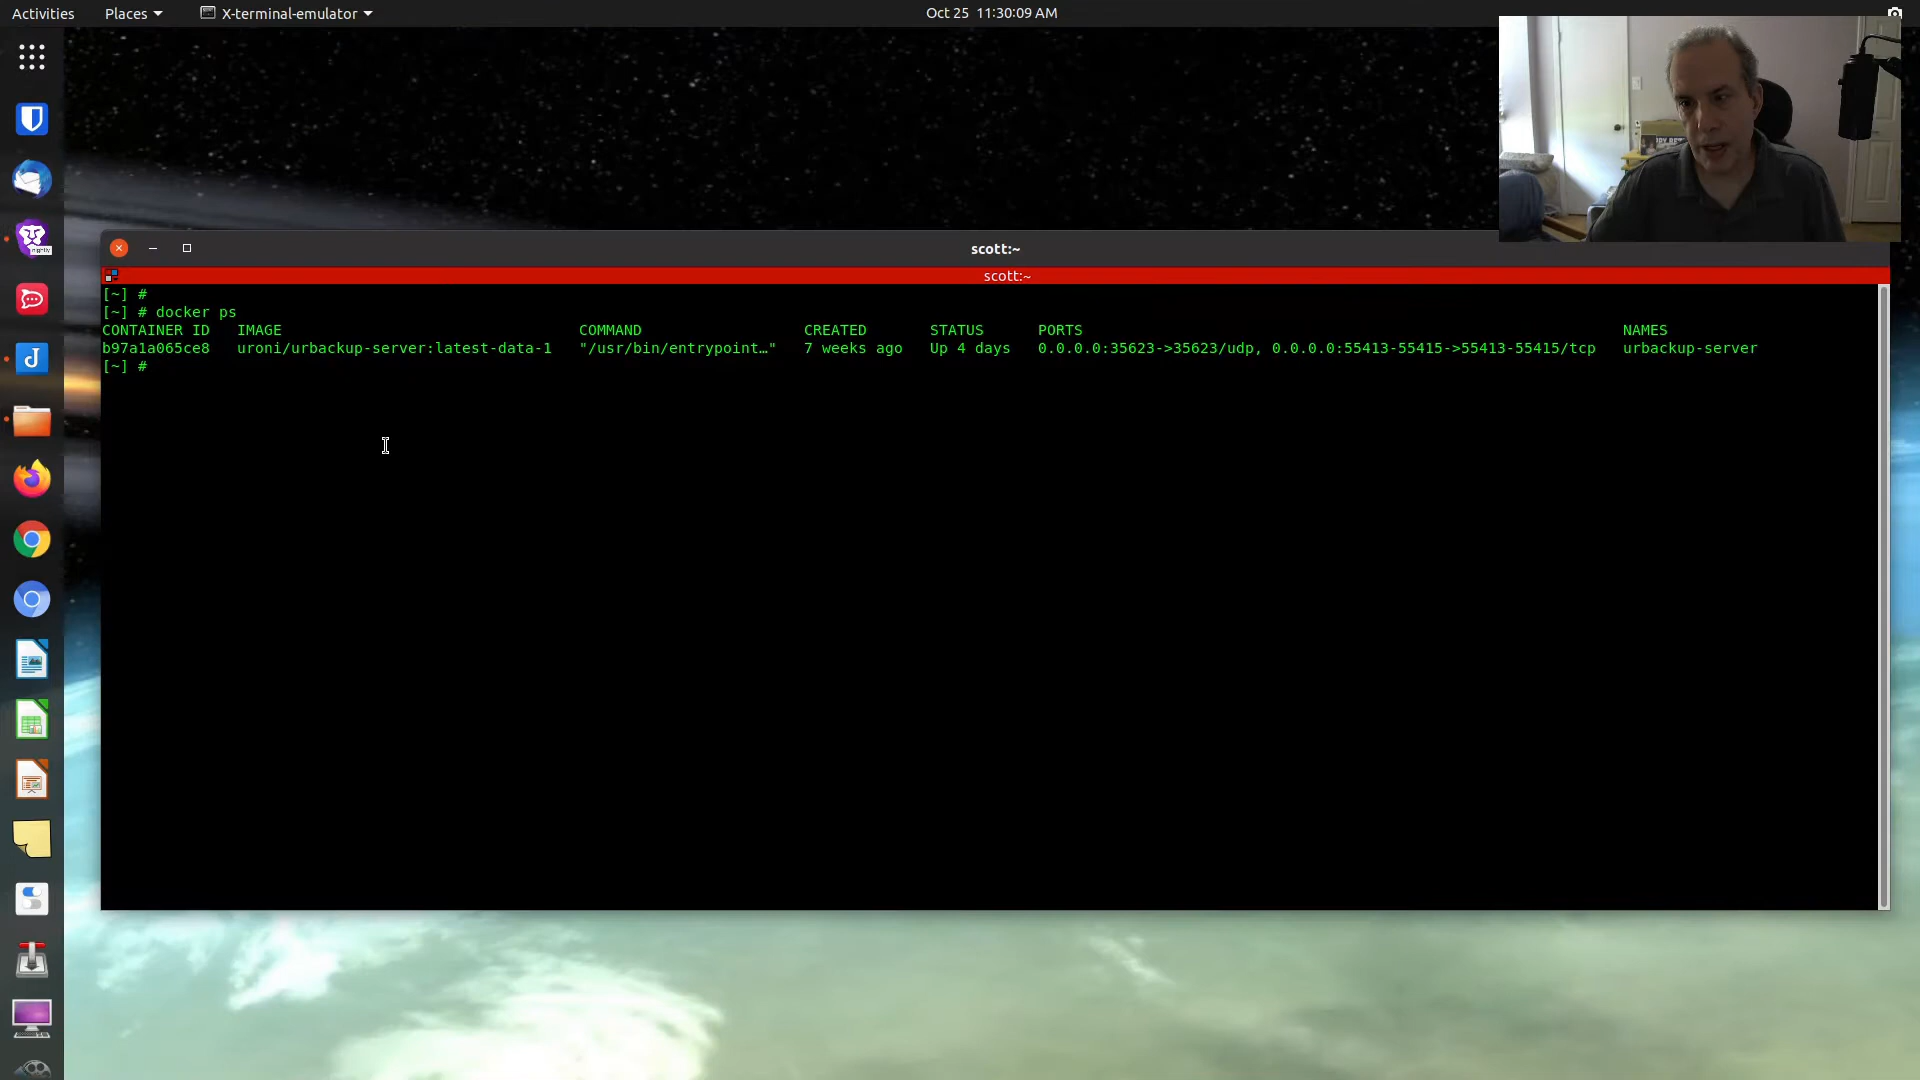 Activities Places X-terminal-emulator Oct 25 11:30:09 AM
nightly
scott:~
scott:~
[~] #
[~] # docker ps
CONTAINER ID IMAGE COMMAND CREATED STATUS PORTS NAMES
b97a1a065ce8 uroni/urbackup-server:latest-data-1 "/usr/bin/entrypoint…" 7 weeks ago Up 4 days 0.0.0.0:35623->35623/udp, 0.0.0.0:55413-55415->55413-55415/tcp urbackup-server
[~] #